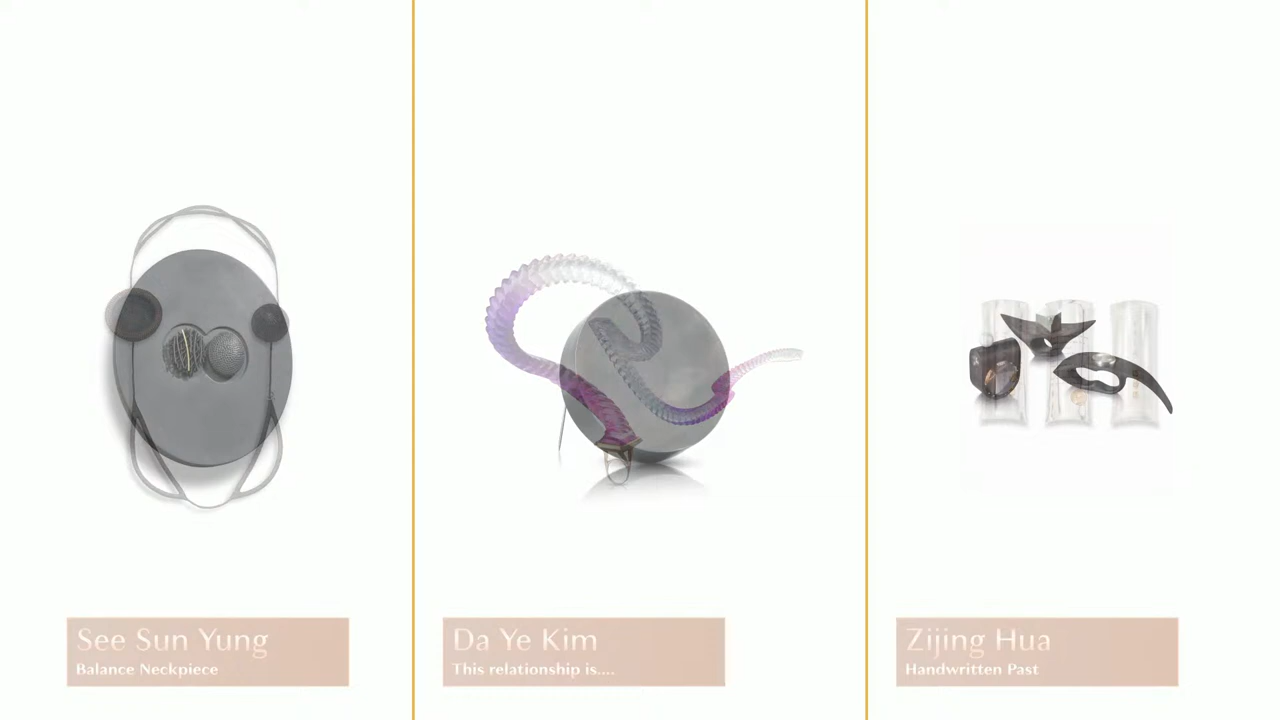 See Sun Yung
Balance Neckpiece
Da Ye Kim
This relationship is....
Zijing Hua
Handwritten Past